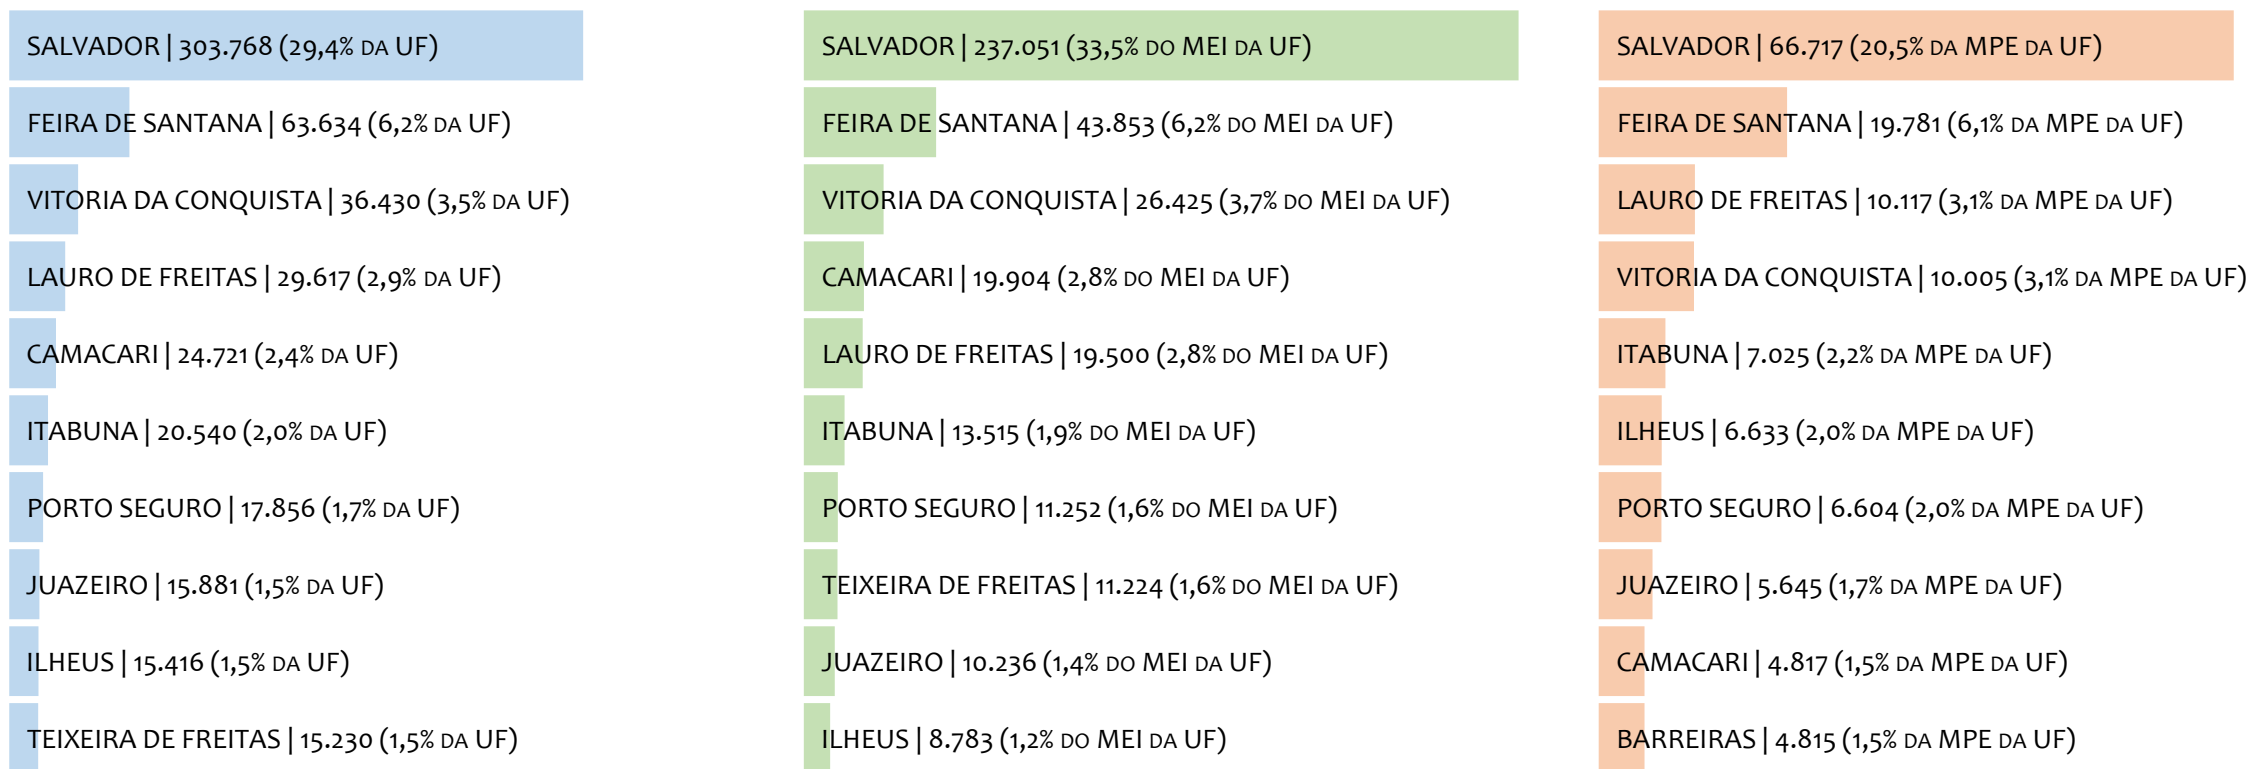 SALVADOR | 303.768 (29,4% DA UF)
FEIRA DE SANTANA | 63.634 (6,2% DA UF)
VITORIA DA CONQUISTA | 36.430 (3,5% DA UF)
LAURO DE FREITAS | 29.617 (2,9% DA UF)
CAMACARI | 24.721 (2,4% DA UF)
ITABUNA | 20.540 (2,0% DA UF)
PORTO SEGURO | 17.856 (1,7% DA UF)
JUAZEIRO | 15.881 (1,5% DA UF)
ILHEUS | 15.416 (1,5% DA UF)
TEIXEIRA DE FREITAS | 15.230 (1,5% DA UF)
SALVADOR | 237.051 (33,5% DO MEI DA UF)
FEIRA DE SANTANA | 43.853 (6,2% DO MEI DA UF)
VITORIA DA CONQUISTA | 26.425 (3,7% DO MEI DA UF)
CAMACARI | 19.904 (2,8% DO MEI DA UF)
LAURO DE FREITAS | 19.500 (2,8% DO MEI DA UF)
ITABUNA | 13.515 (1,9% DO MEI DA UF)
PORTO SEGURO | 11.252 (1,6% DO MEI DA UF)
TEIXEIRA DE FREITAS | 11.224 (1,6% DO MEI DA UF)
JUAZEIRO | 10.236 (1,4% DO MEI DA UF)
ILHEUS | 8.783 (1,2% DO MEI DA UF)
SALVADOR | 66.717 (20,5% DA MPE DA UF)
FEIRA DE SANTANA | 19.781 (6,1% DA MPE DA UF)
LAURO DE FREITAS | 10.117 (3,1% DA MPE DA UF)
VITORIA DA CONQUISTA | 10.005 (3,1% DA MPE DA UF)
ITABUNA | 7.025 (2,2% DA MPE DA UF)
ILHEUS | 6.633 (2,0% DA MPE DA UF)
PORTO SEGURO | 6.604 (2,0% DA MPE DA UF)
JUAZEIRO | 5.645 (1,7% DA MPE DA UF)
CAMACARI | 4.817 (1,5% DA MPE DA UF)
BARREIRAS | 4.815 (1,5% DA MPE DA UF)